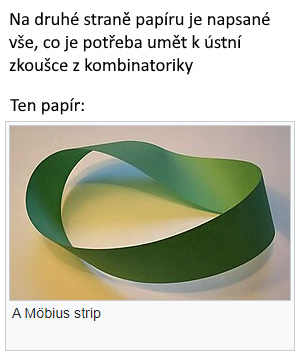 Na druhé straně papíru je napsané
vše, co je potřeba umět k ústní
zkoušce z kombinatoriky
Ten papír:
A Möbius strip